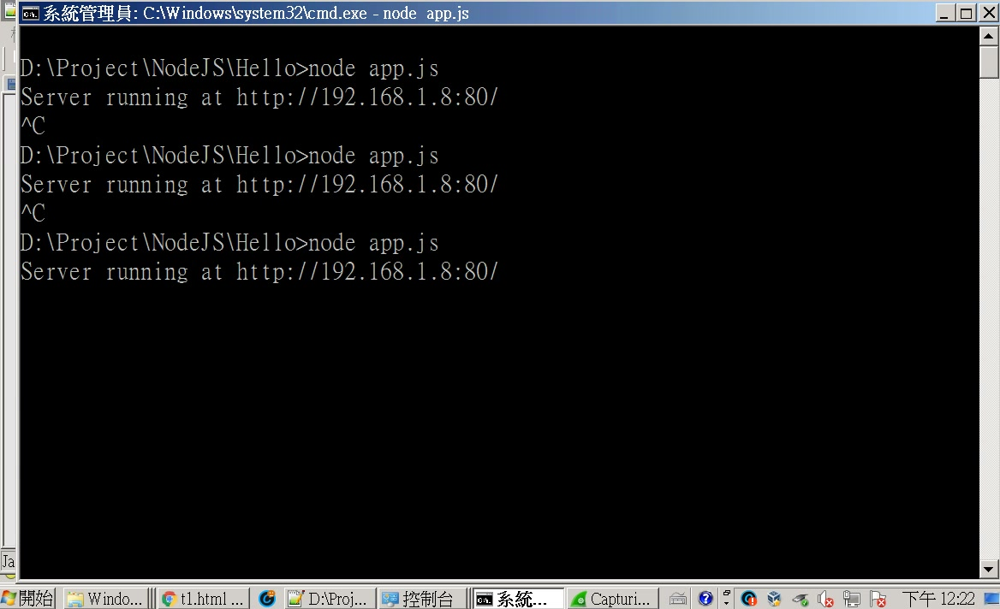 系統管理員: C:\Windows\system32\cmd.exe - node app.js
D:\Project\NodeJS\Hello>node app.js
Server running at http://192.168.1.8:80/
^C
D:\Project\NodeJS\Hello>node app.js
Server running at http://192.168.1.8:80/
^C
D:\Project\NodeJS\Hello>node app.js
Server running at http://192.168.1.8:80/
Ja
開始 Windo... t1.html ... D:\Proj... 控制台 系統... Capturi... 下午 12:22